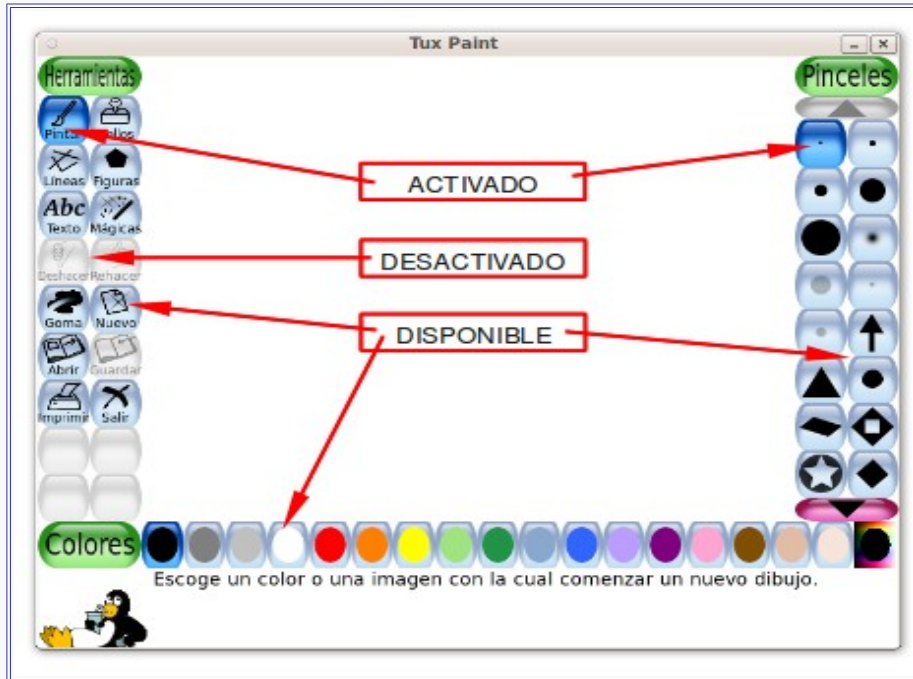 Tux Paint
Herramientas
Pinceles
Pintar
Líneas Figuras
ACTIVADO
Abc
Texto Mágicas
Deshacer Rehacer
DESACTIVADO
Goma Nuevo
DISPONIBLE
Abrir Guardar
Imprimir Salir
Colores
Escoge un color o una imagen con la cual comenzar un nuevo dibujo.